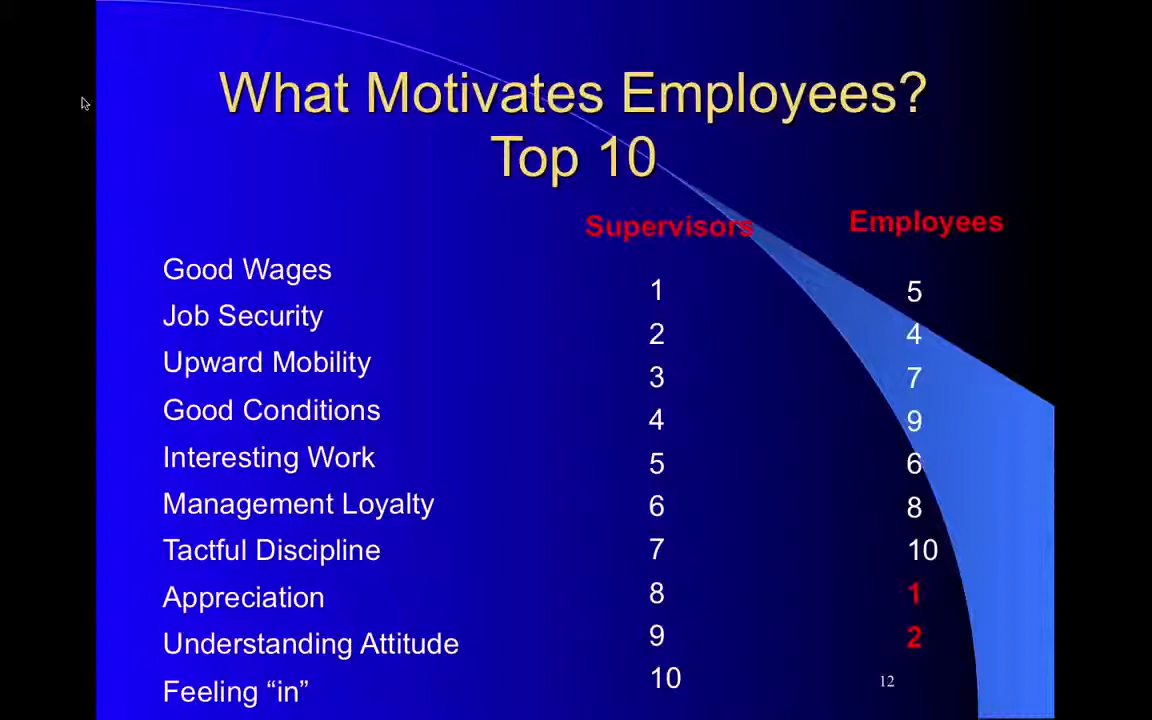 What Motivates Employees?
Top 10
Supervisors Employees
Good Wages 1 5
Job Security 2 4
Upward Mobility 3 7
Good Conditions 4 9
Interesting Work 5 6
Management Loyalty 6 8
Tactful Discipline 7 10
Appreciation 8 1
Understanding Attitude 9 2
Feeling “in” 10
12